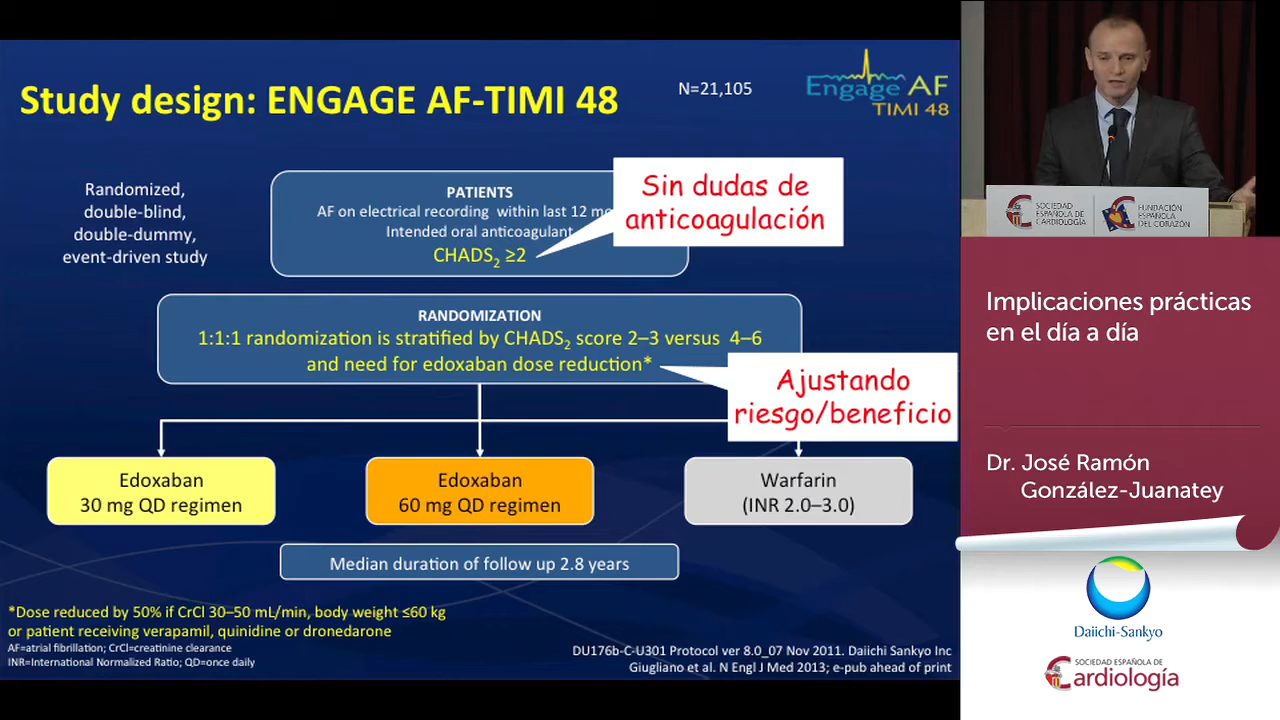 Study design: ENGAGE AF-TIMI 48
N=21,105
Engage AF
TIMI 48
Randomized,
double-blind,
double-dummy,
event-driven study
PATIENTS
AF on electrical recording within last 12
Intended oral anticoagulant
CHADS2 ≥2
Sin dudas de
anticoagulación
RANDOMIZATION
1:1:1 randomization is stratified by CHADS2 score 2–3 versus 4–6
and need for edoxaban dose reduction*
Ajustando
riesgo/beneficio
Edoxaban
30 mg QD regimen
Edoxaban
60 mg QD regimen
Warfarin
(INR 2.0–3.0)
Median duration of follow up 2.8 years
*Dose reduced by 50% if CrCl 30–50 mL/min, body weight ≤60 kg
or patient receiving verapamil, quinidine or dronedarone
AF=atrial fibrillation; CrCl=creatinine clearance
INR=International Normalized Ratio; QD=once daily
DU176b-C-U301 Protocol ver 8.0_07 Nov 2011. Daiichi Sankyo Inc
Giugliano et al. N Engl J Med 2013; e-pub ahead of print
SOCIEDAD
ESPAÑOLA DE
CARDIOLOGÍA
FUNDACIÓN
ESPAÑOLA
DEL CORAZÓN
Implicaciones prácticas
en el día a día
Dr. José Ramón
González-Juanatey
Daiichi-Sankyo
SOCIEDAD ESPAÑOLA DE
Cardiología